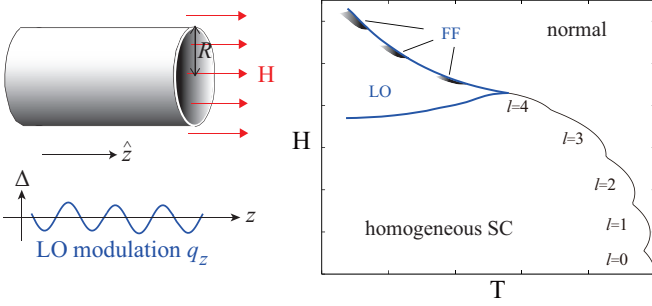 R
H
ẑ
Δ
z
LO modulation q_z
FF
normal
LO
H
l=4
l=3
l=2
l=1
l=0
homogeneous SC
T